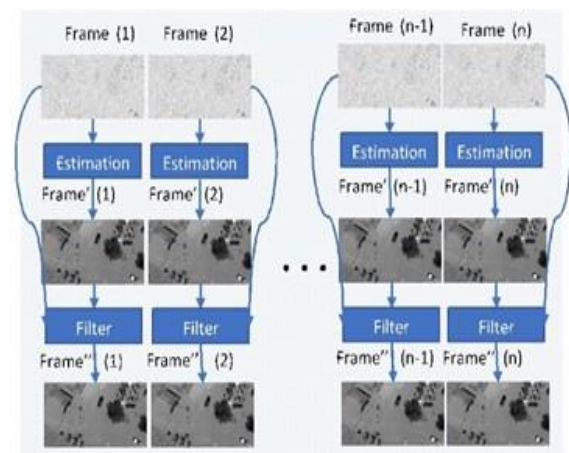 Frame (1) Frame (2) Frame (n-1) Frame (n)
Estimation Estimation Estimation Estimation
Frame' (1) Frame' (2) Frame' (n-1) Frame' (n)
. . .
Filter Filter Filter Filter
Frame'' (1) Frame'' (2) Frame'' (n-1) Frame'' (n)